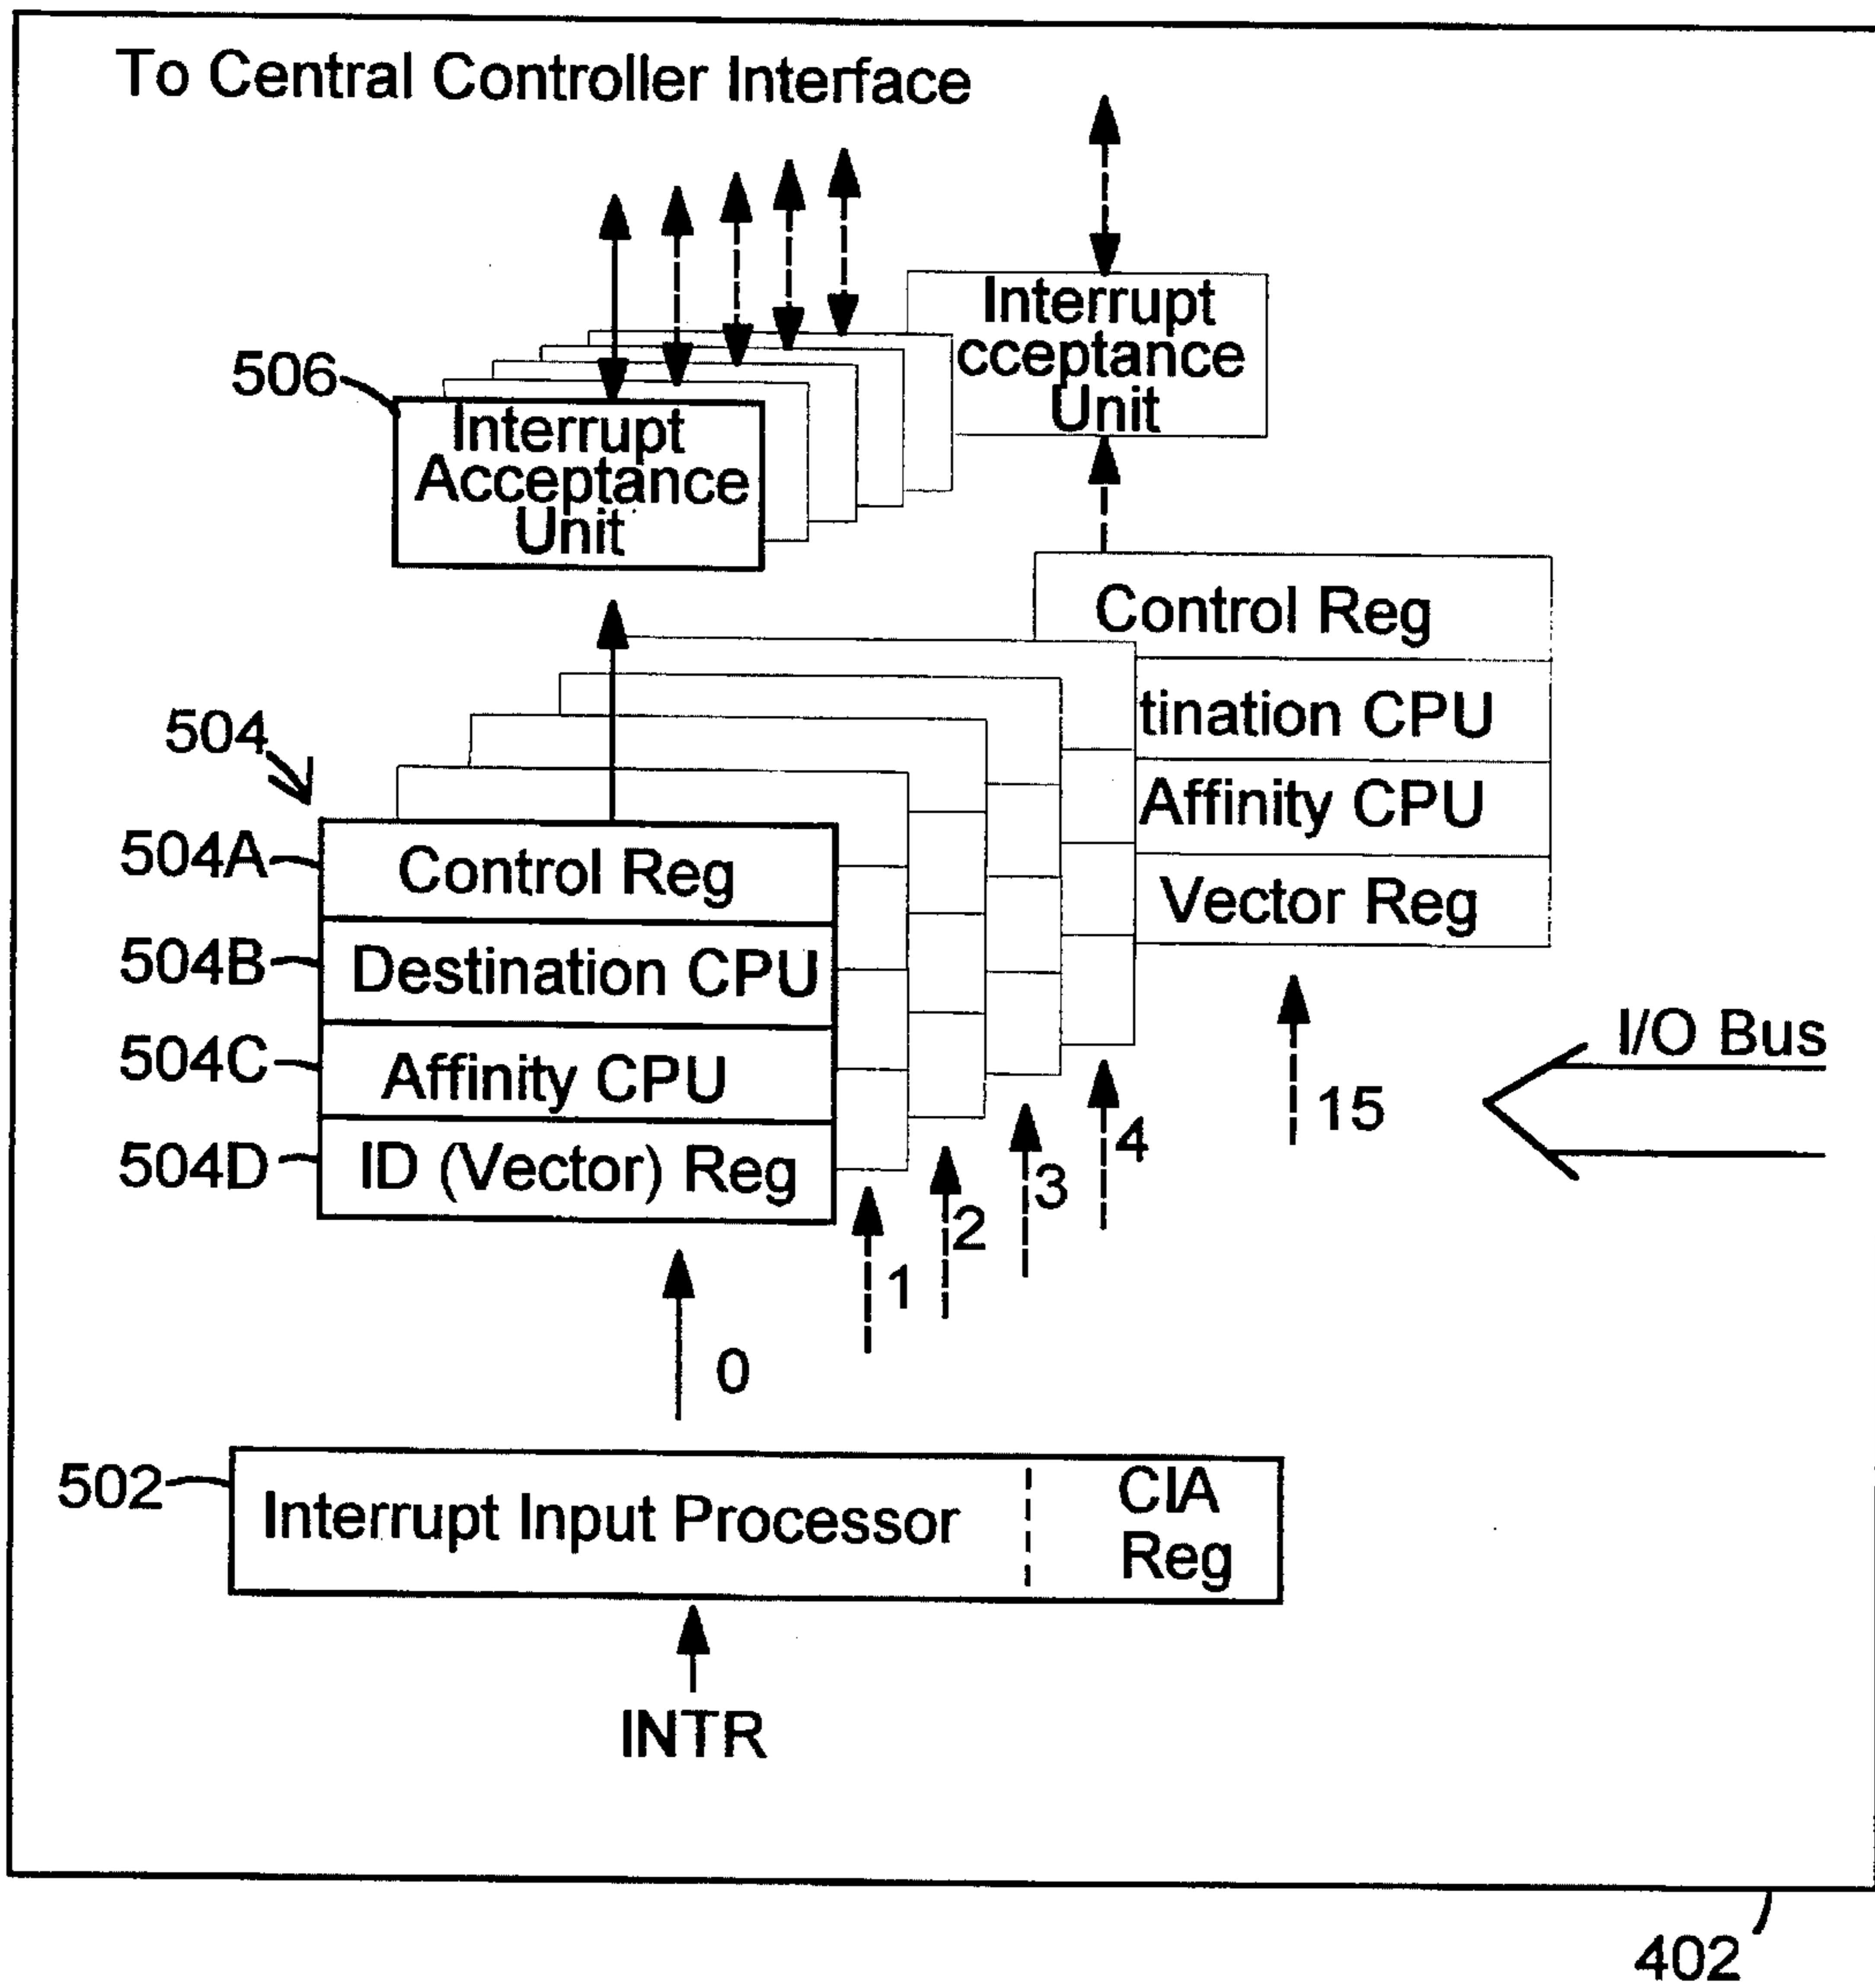 To Central Controller Interface
Interrupt
cceptance
Unit
506
Interrupt
Acceptance
Unit
Control Reg
tination CPU
Affinity CPU
Vector Reg
504
504A
Control Reg
504B
Destination CPU
504C
Affinity CPU
504D
ID (Vector) Reg
I/O Bus
15
4
3
2
1
0
502
Interrupt Input Processor
CIA
Reg
INTR
402